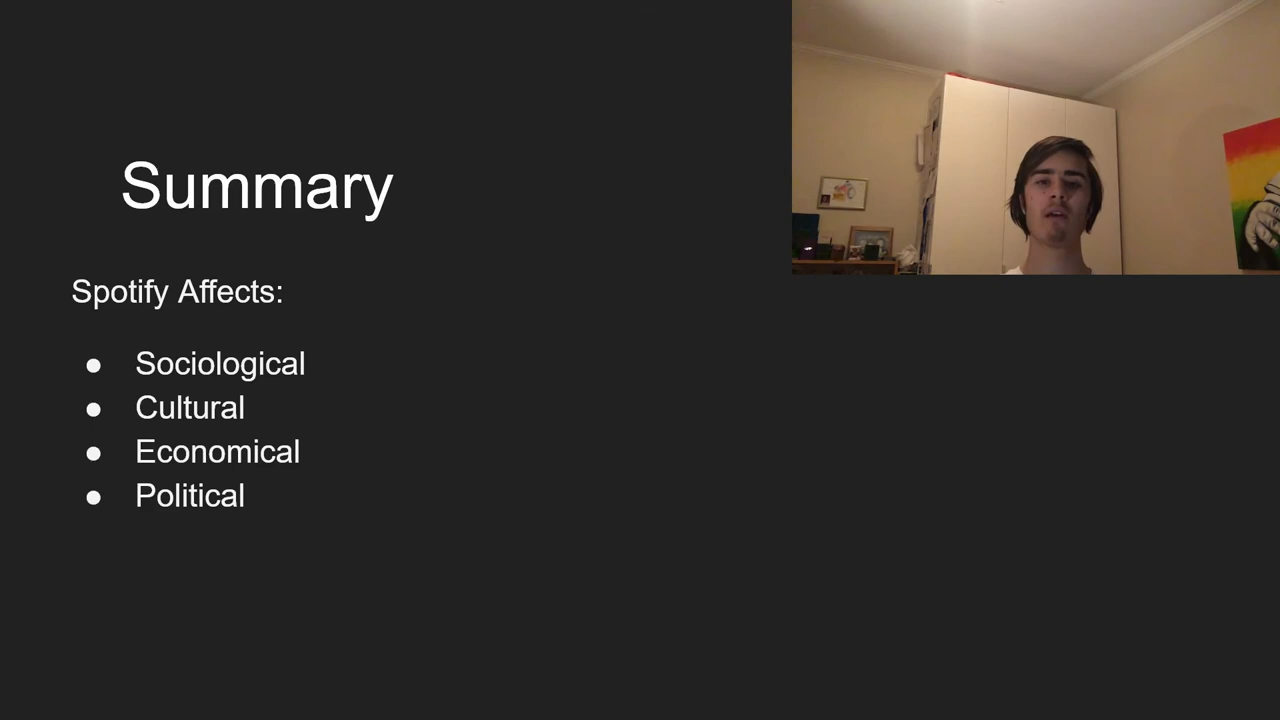 Summary
Spotify Affects:
● Sociological
● Cultural
● Economical
● Political